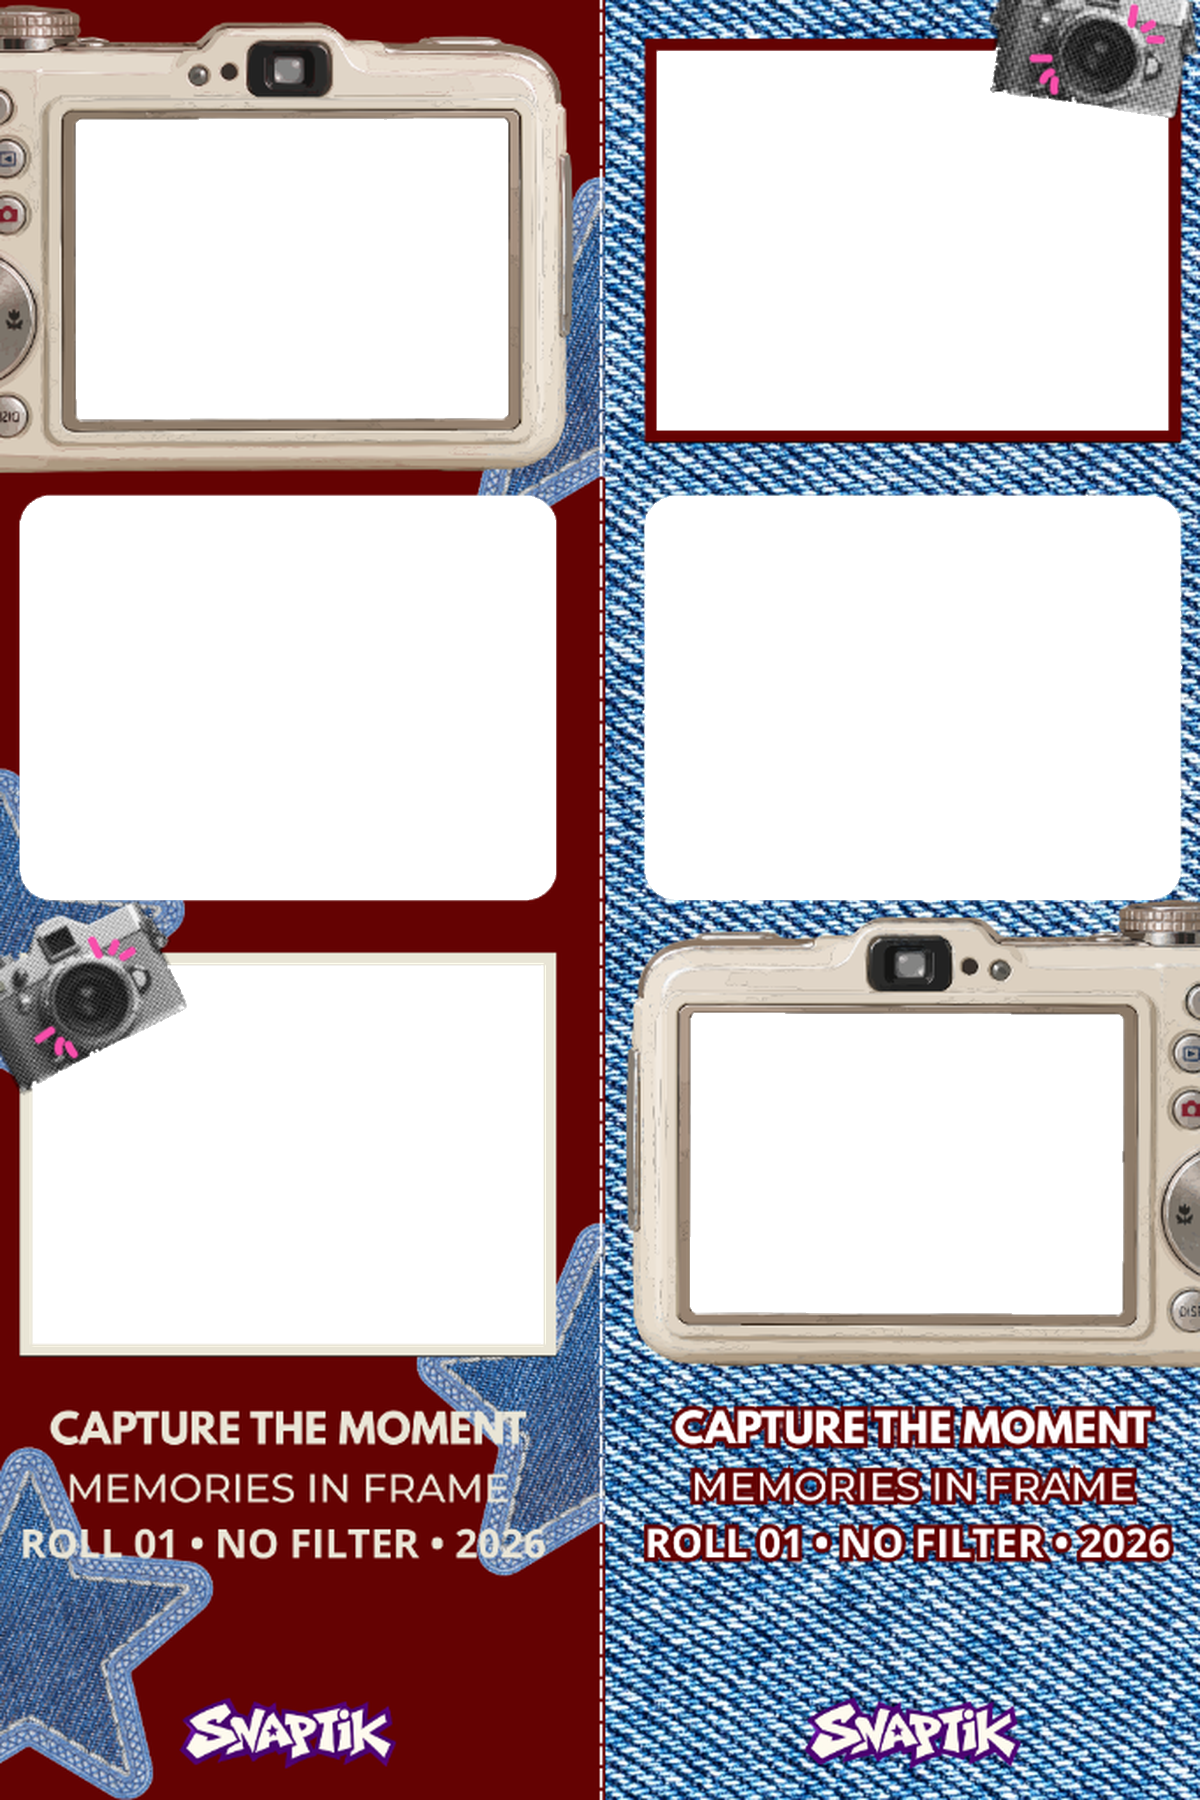 CAPTURE THE MOMENT
MEMORIES IN FRAME
ROLL 01 • NO FILTER • 2026
SNAPTiK
CAPTURE THE MOMENT
MEMORIES IN FRAME
ROLL 01 • NO FILTER • 2026
SNAPTiK